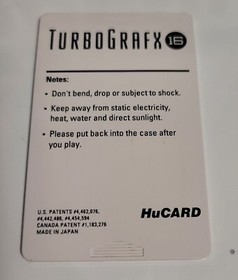 TURBOGRAFX 16
Notes:
• Don't bend, drop or subject to shock.
• Keep away from static electricity,
heat, water and direct sunlight.
• Please put back into the case after
you play.
U.S. PATENTS #4,462,076,
#4,442,486, #4,454,594
CANADA PATENT #1,183,276
MADE IN JAPAN
HuCARD